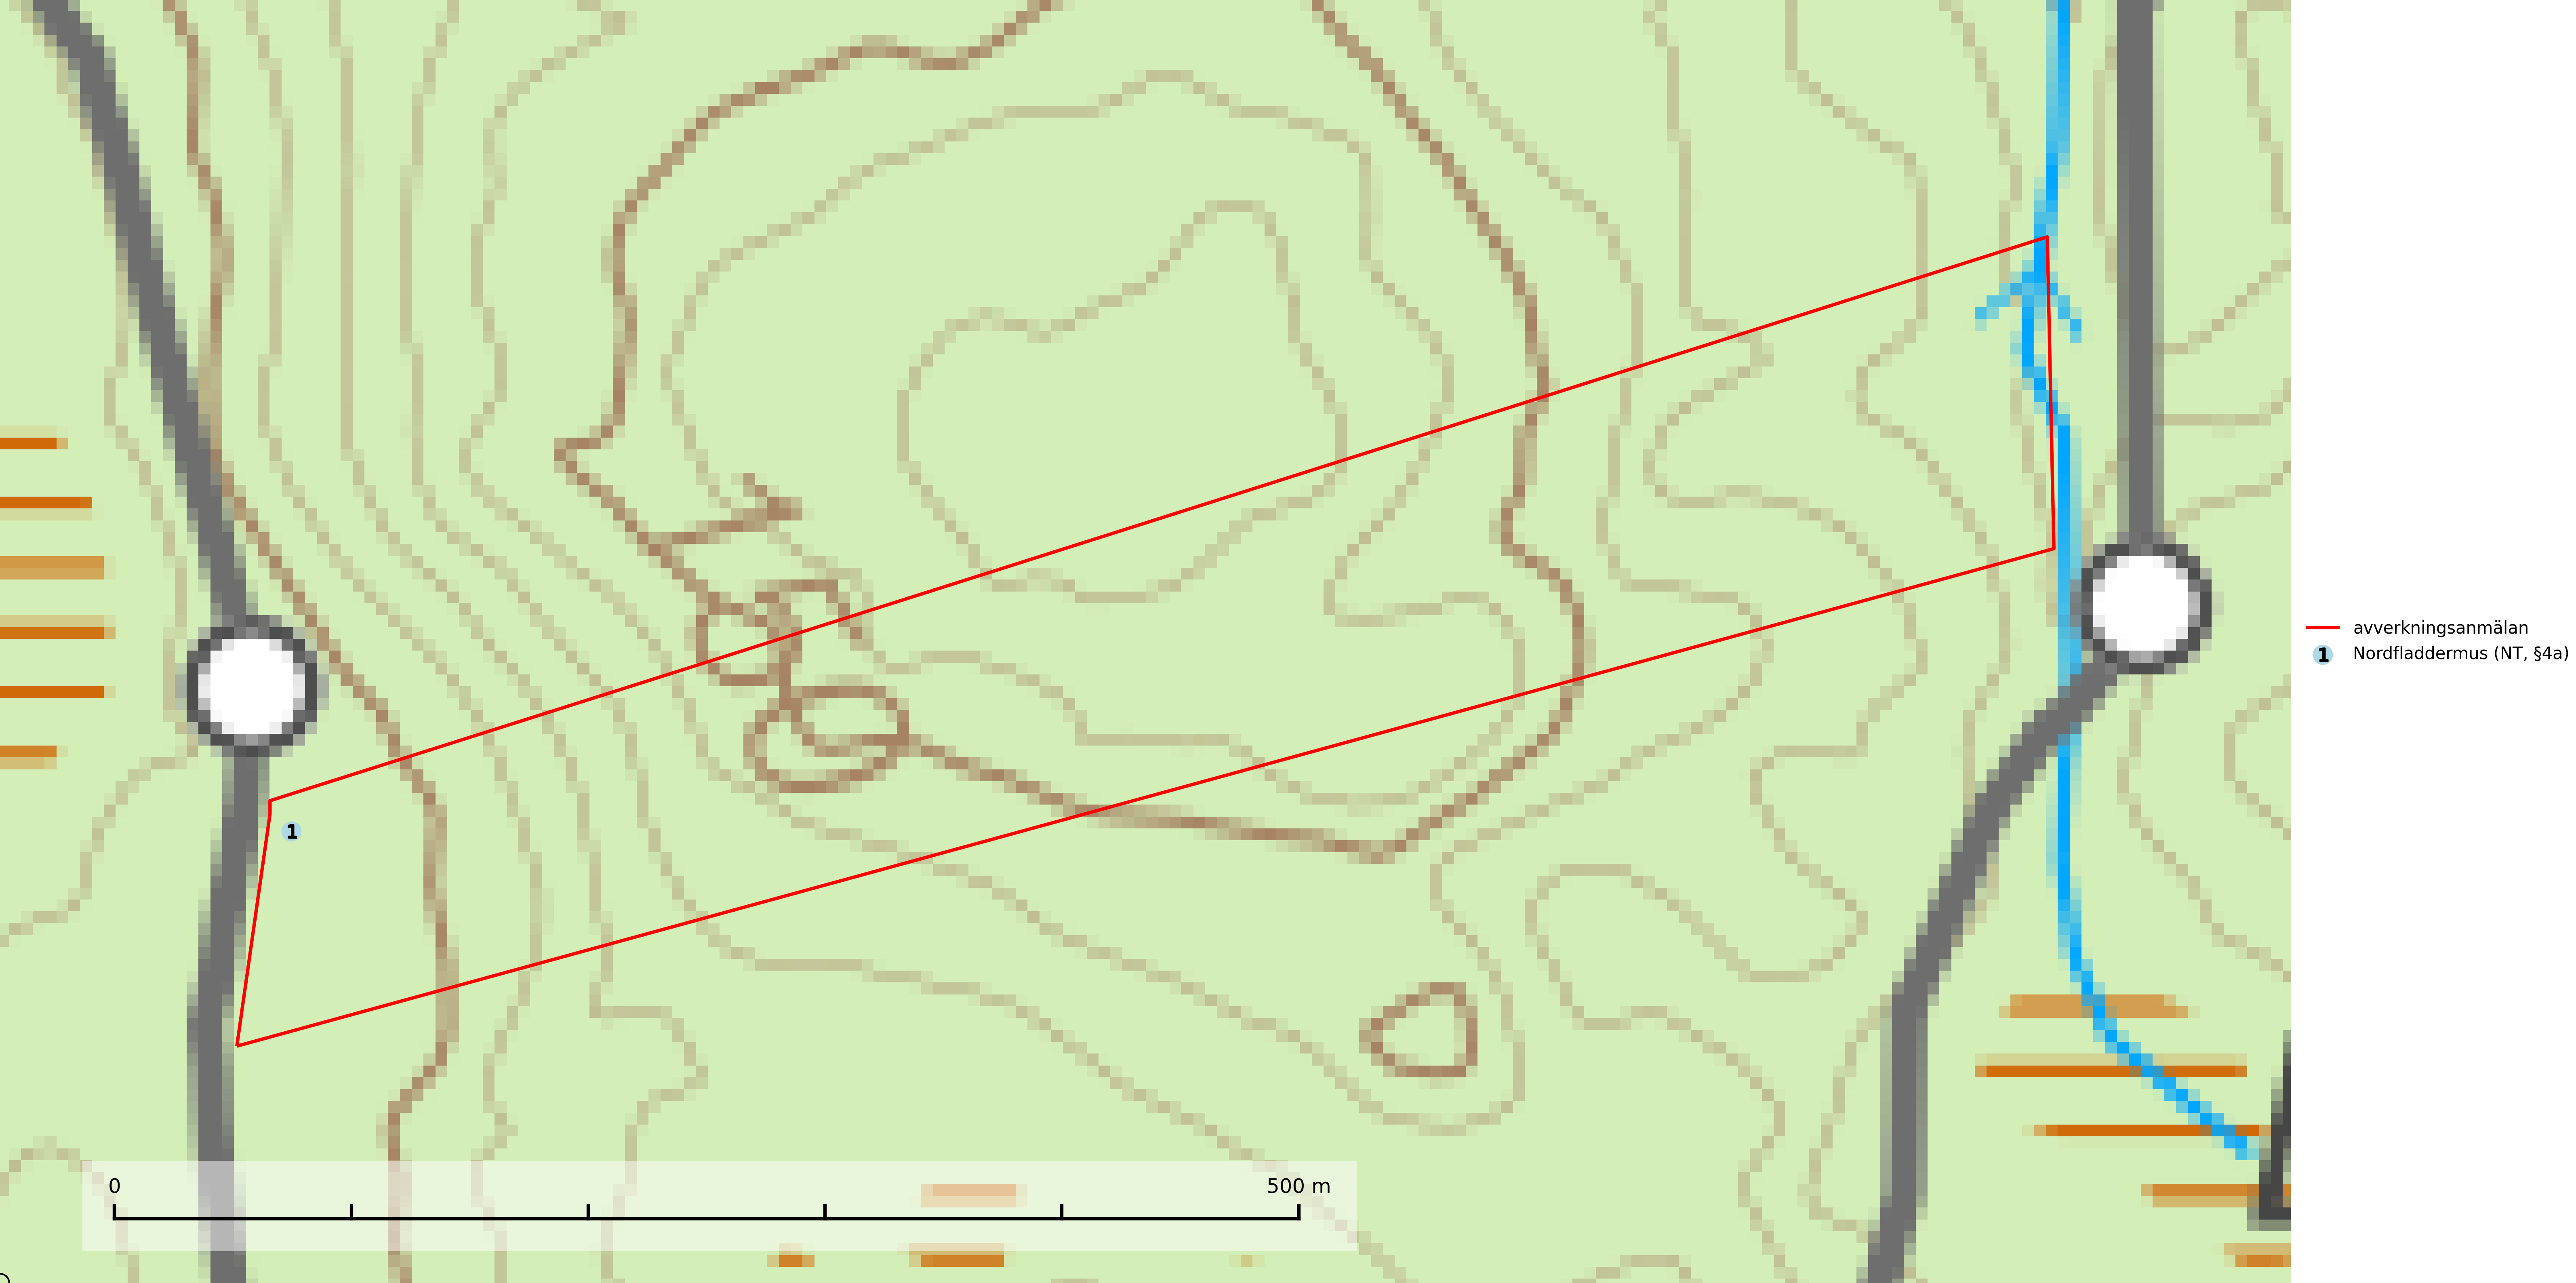 avverkningsanmälan
1 Nordfladdermus (NT, §4a)
1
0 500 m